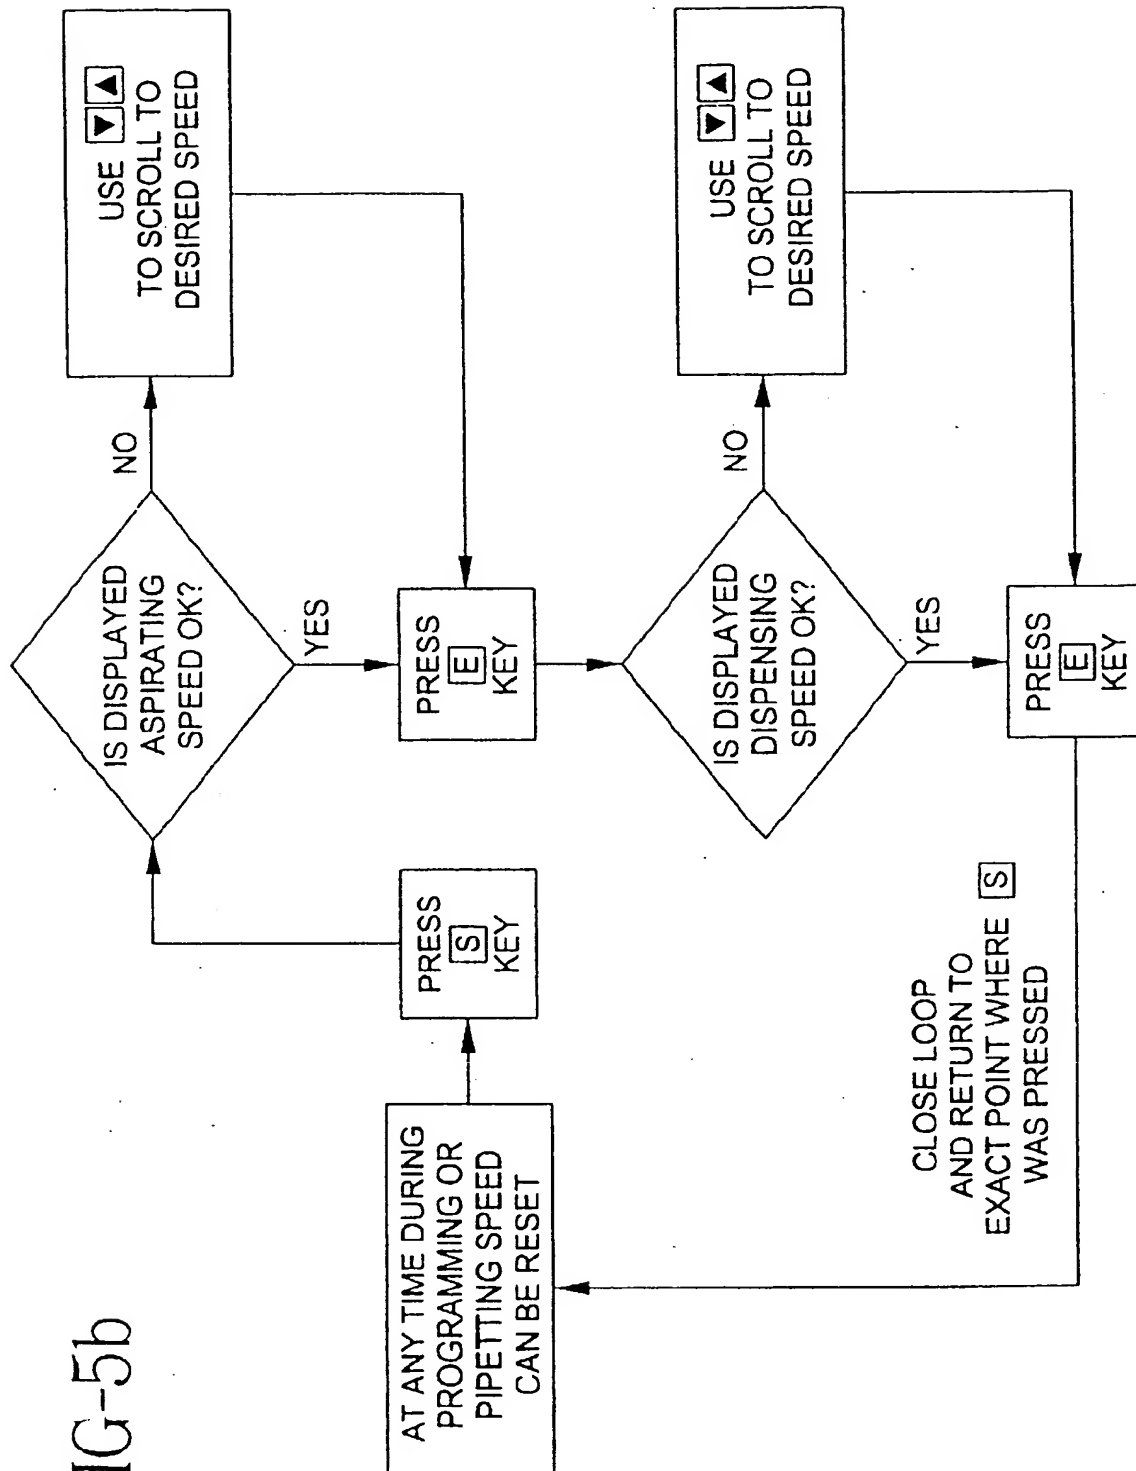 IG-5b
AT ANY TIME DURING
PROGRAMMING OR
PIPETTING SPEED
CAN BE RESET
PRESS
S
KEY
IS DISPLAYED
ASPIRATING
SPEED OK?
NO
USE ▼▲
TO SCROLL TO
DESIRED SPEED
YES
PRESS
E
KEY
IS DISPLAYED
DISPENSING
SPEED OK?
NO
USE ▼▲
TO SCROLL TO
DESIRED SPEED
YES
PRESS
E
KEY
CLOSE LOOP
AND RETURN TO
EXACT POINT WHERE S
WAS PRESSED